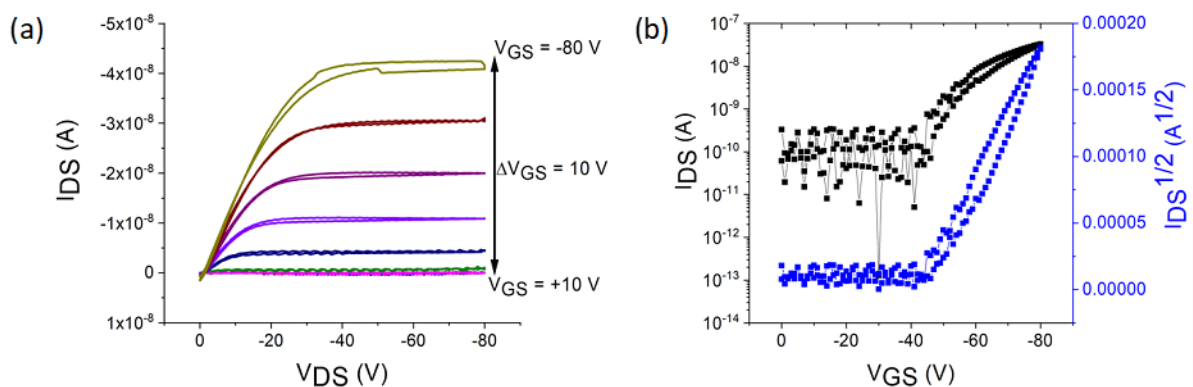 (a)
-5x10-8
-4x10-8
-3x10-8
-2x10-8
-1x10-8
0
1x10-8
IDS (A)
0
-20
-40
-60
-80
VDS (V)
VGS = -80 V
ΔVGS = 10 V
VGS = +10 V
(b)
10-7
10-8
10-9
10-10
10-11
10-12
10-13
10-14
IDS (A)
0
-20
-40
-60
-80
VGS (V)
0.00020
0.00015
0.00010
0.00005
0.00000
IDS1/2 (A1/2)